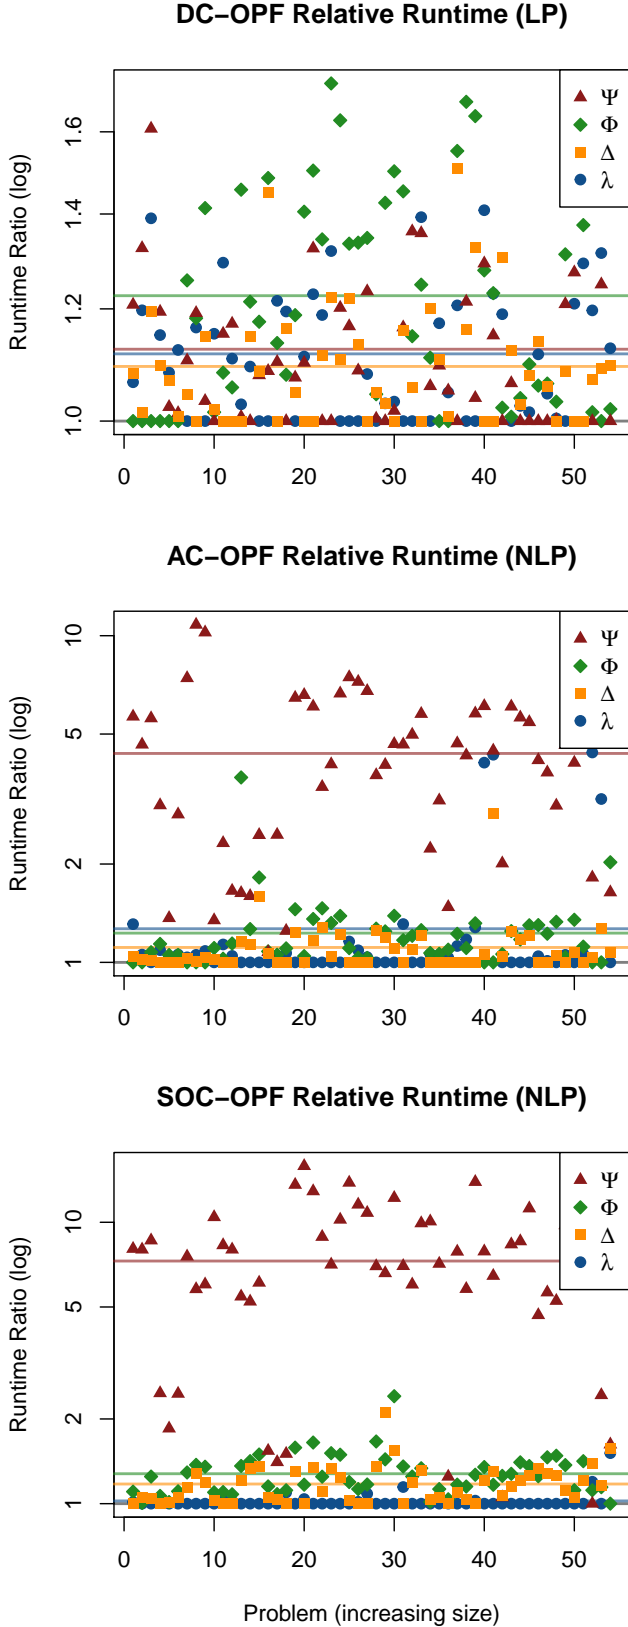 DC−OPF Relative Runtime (LP)
Runtime Ratio (log)
1.6
1.4
1.2
1.0
Ψ
Φ
Δ
λ
0 10 20 30 40 50
AC−OPF Relative Runtime (NLP)
Runtime Ratio (log)
10
5
2
1
Ψ
Φ
Δ
λ
0 10 20 30 40 50
SOC−OPF Relative Runtime (NLP)
Runtime Ratio (log)
10
5
2
1
Ψ
Φ
Δ
λ
0 10 20 30 40 50
Problem (increasing size)